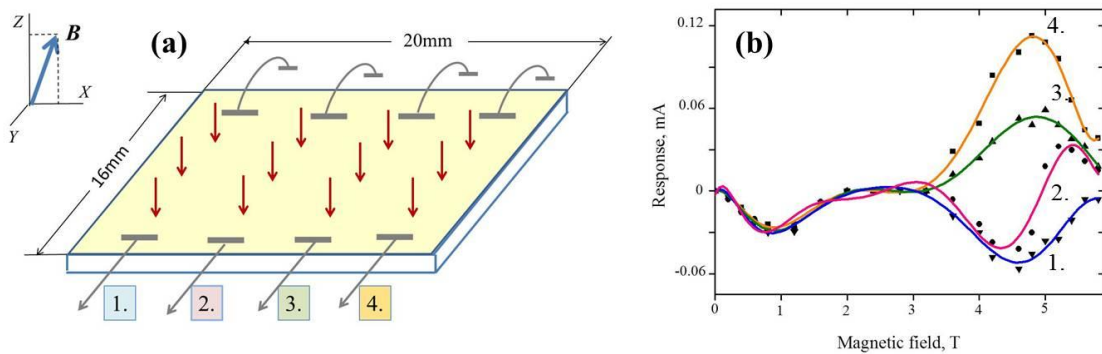 Z
B
X
Y
(a)
20mm
16mm
1.
2.
3.
4.
(b)
0.12
0.06
0
-0.06
Response, mA
0
1
2
3
4
5
Magnetic field, T
4.
3.
2.
1.